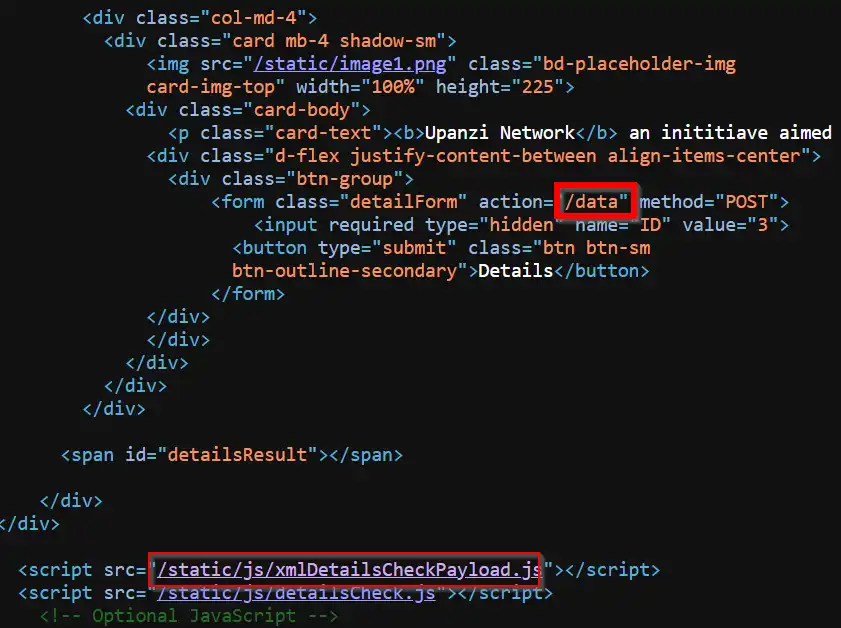 <div class="col-md-4">
<div class="card mb-4 shadow-sm">
<img src="/static/image1.png" class="bd-placeholder-img
card-img-top" width="100%" height="225">
<div class="card-body">
<p class="card-text"><b>Upanzi Network</b> an inititiave aimed
<div class="d-flex justify-content-between align-items-center">
<div class="btn-group">
<form class="detailForm" action="/data" method="POST">
<input required type="hidden" name="ID" value="3">
<button type="submit" class="btn btn-sm
btn-outline-secondary">Details</button>
</form>
</div>
</div>
</div>
</div>
</div>
<span id="detailsResult"></span>
</div>
</div>
<script src="/static/js/xmlDetailsCheckPayload.js"></script>
<script src="/static/js/detailsCheck.js"></script>
<!-- Optional JavaScript -->